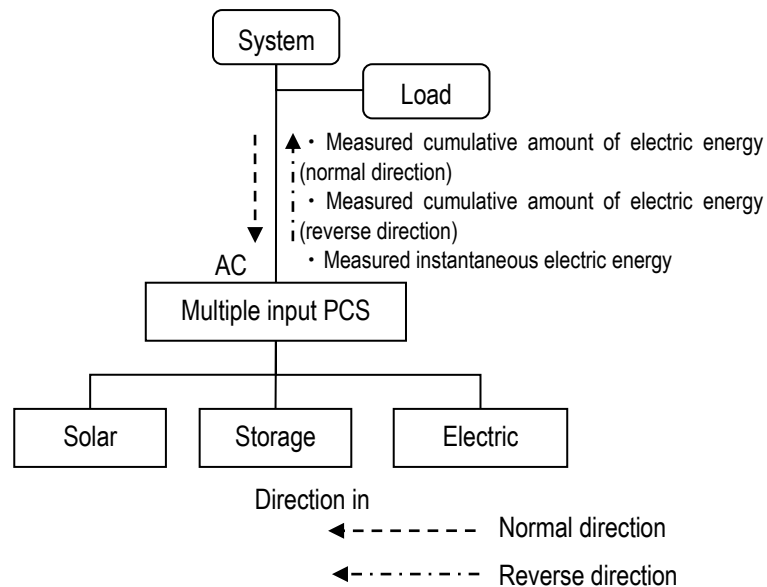 System
Load
・ Measured cumulative amount of electric energy
(normal direction)
・ Measured cumulative amount of electric energy
(reverse direction)
・ Measured instantaneous electric energy
AC
Multiple input PCS
Solar
Storage
Electric
Direction in
Normal direction
Reverse direction